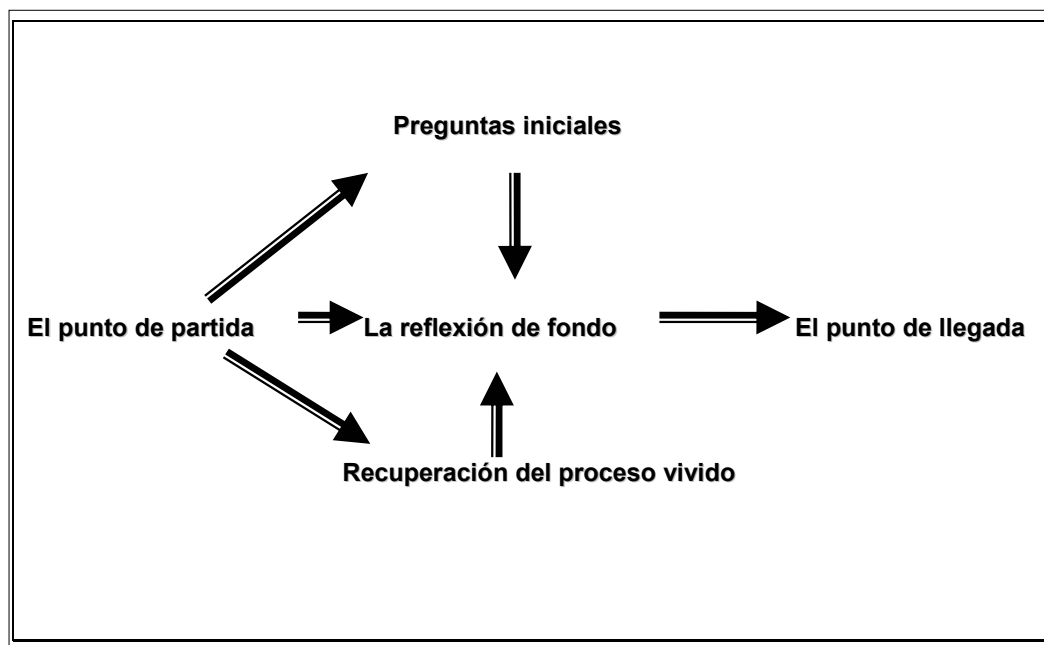 Preguntas iniciales
El punto de partida
La reflexión de fondo
El punto de llegada
Recuperación del proceso vivido